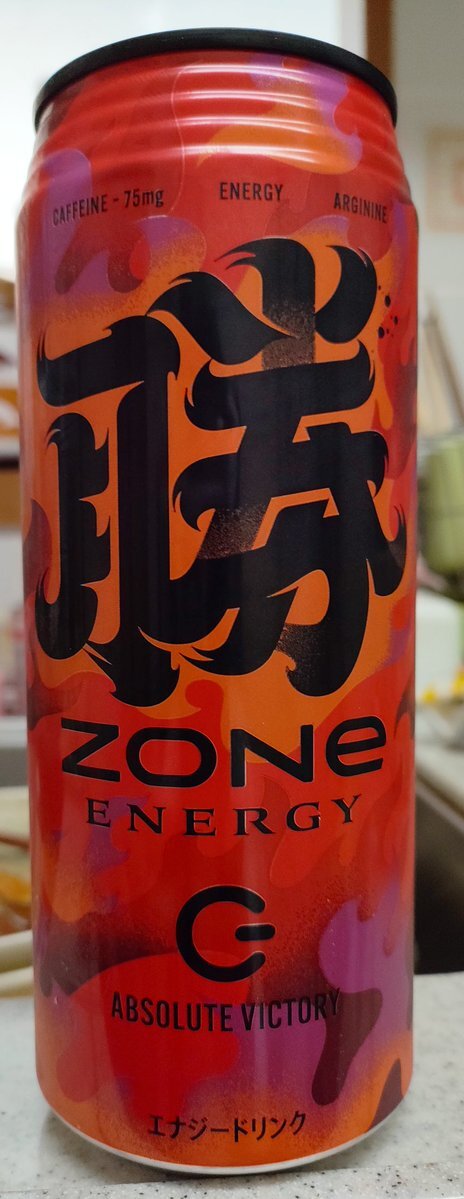 CAFFEINE - 75mg ENERGY ARGININE
勝
ZONe
ENERGY
ABSOLUTE VICTORY
エナジードリンク